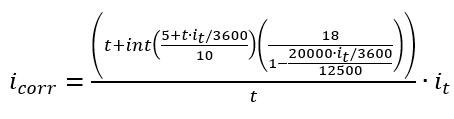 i_corr = (t+int((5+t·i_t/3600)/10)(18/(1−(20000·i_t/3600)/12500)))/t · i_t